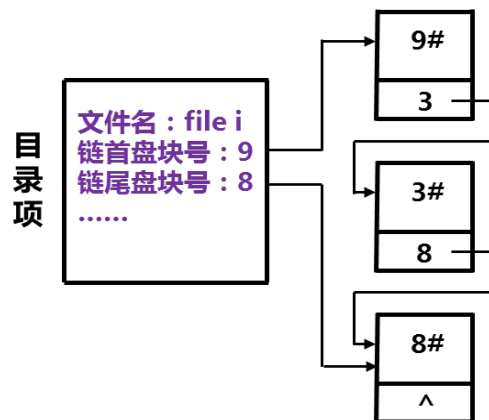 目录项
文件名：file i
链首盘块号：9
链尾盘块号：8
......
9#
3
3#
8
8#
^